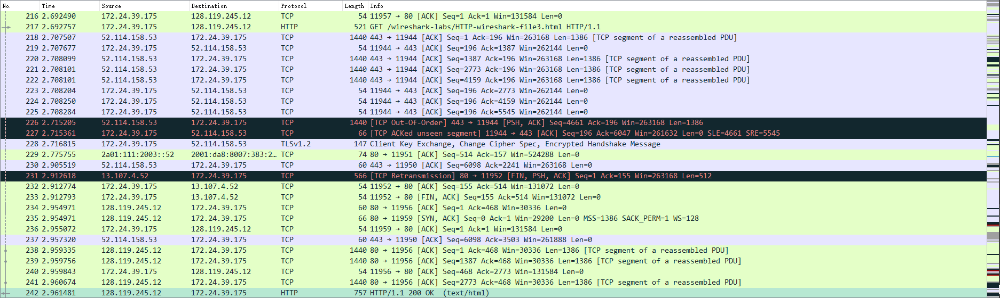 No. Time Source Destination Protocol Length Info
216 2.692490 172.24.39.175 128.119.245.12 TCP 54 11957 → 80 [ACK] Seq=1 Ack=1 Win=131584 Len=0
217 2.692757 172.24.39.175 128.119.245.12 HTTP 521 GET /wireshark-labs/HTTP-wireshark-file3.html HTTP/1.1
218 2.707507 52.114.158.53 172.24.39.175 TCP 1440 443 → 11944 [ACK] Seq=1 Ack=196 Win=263168 Len=1386 [TCP segment of a reassembled PDU]
219 2.707677 172.24.39.175 52.114.158.53 TCP 54 11944 → 443 [ACK] Seq=196 Ack=1387 Win=262144 Len=0
220 2.708099 52.114.158.53 172.24.39.175 TCP 1440 443 → 11944 [ACK] Seq=1387 Ack=196 Win=263168 Len=1386 [TCP segment of a reassembled PDU]
221 2.708101 52.114.158.53 172.24.39.175 TCP 1440 443 → 11944 [ACK] Seq=2773 Ack=196 Win=263168 Len=1386 [TCP segment of a reassembled PDU]
222 2.708101 52.114.158.53 172.24.39.175 TCP 1440 443 → 11944 [ACK] Seq=4159 Ack=196 Win=263168 Len=1386 [TCP segment of a reassembled PDU]
223 2.708204 172.24.39.175 52.114.158.53 TCP 54 11944 → 443 [ACK] Seq=196 Ack=2773 Win=262144 Len=0
224 2.708250 172.24.39.175 52.114.158.53 TCP 54 11944 → 443 [ACK] Seq=196 Ack=4159 Win=262144 Len=0
225 2.708284 172.24.39.175 52.114.158.53 TCP 54 11944 → 443 [ACK] Seq=196 Ack=5545 Win=262144 Len=0
226 2.715205 52.114.158.53 172.24.39.175 TCP 1440 [TCP Out-Of-Order] 443 → 11944 [PSH, ACK] Seq=4661 Ack=196 Win=263168 Len=1386
227 2.715361 172.24.39.175 52.114.158.53 TCP 66 [TCP ACKed unseen segment] 11944 → 443 [ACK] Seq=196 Ack=6047 Win=261632 Len=0 SLE=4661 SRE=5545
228 2.716815 172.24.39.175 52.114.158.53 TLSv1.2 147 Client Key Exchange, Change Cipher Spec, Encrypted Handshake Message
229 2.775755 2a01:111:2003::52 2001:da8:8007:383:2… TCP 74 80 → 11951 [ACK] Seq=514 Ack=157 Win=524288 Len=0
230 2.905519 52.114.158.53 172.24.39.175 TCP 60 443 → 11950 [ACK] Seq=6098 Ack=2241 Win=263168 Len=0
231 2.912618 13.107.4.52 172.24.39.175 TCP 566 [TCP Retransmission] 80 → 11952 [FIN, PSH, ACK] Seq=1 Ack=155 Win=263168 Len=512
232 2.912774 172.24.39.175 13.107.4.52 TCP 54 11952 → 80 [ACK] Seq=155 Ack=514 Win=131072 Len=0
233 2.912793 172.24.39.175 13.107.4.52 TCP 54 11952 → 80 [FIN, ACK] Seq=155 Ack=514 Win=131072 Len=0
234 2.954971 128.119.245.12 172.24.39.175 TCP 60 80 → 11956 [ACK] Seq=1 Ack=468 Win=30336 Len=0
235 2.954971 128.119.245.12 172.24.39.175 TCP 66 80 → 11959 [SYN, ACK] Seq=0 Ack=1 Win=29200 Len=0 MSS=1386 SACK_PERM=1 WS=128
236 2.955072 172.24.39.175 128.119.245.12 TCP 54 11959 → 80 [ACK] Seq=1 Ack=1 Win=131584 Len=0
237 2.957320 52.114.158.53 172.24.39.175 TCP 60 443 → 11950 [ACK] Seq=6098 Ack=3503 Win=261888 Len=0
238 2.959335 128.119.245.12 172.24.39.175 TCP 1440 80 → 11956 [ACK] Seq=1 Ack=468 Win=30336 Len=1386 [TCP segment of a reassembled PDU]
239 2.959756 128.119.245.12 172.24.39.175 TCP 1440 80 → 11956 [ACK] Seq=1387 Ack=468 Win=30336 Len=1386 [TCP segment of a reassembled PDU]
240 2.959843 172.24.39.175 128.119.245.12 TCP 54 11956 → 80 [ACK] Seq=468 Ack=2773 Win=131584 Len=0
241 2.960674 128.119.245.12 172.24.39.175 TCP 1440 80 → 11956 [ACK] Seq=2773 Ack=468 Win=30336 Len=1386 [TCP segment of a reassembled PDU]
242 2.961481 128.119.245.12 172.24.39.175 HTTP 757 HTTP/1.1 200 OK  (text/html)